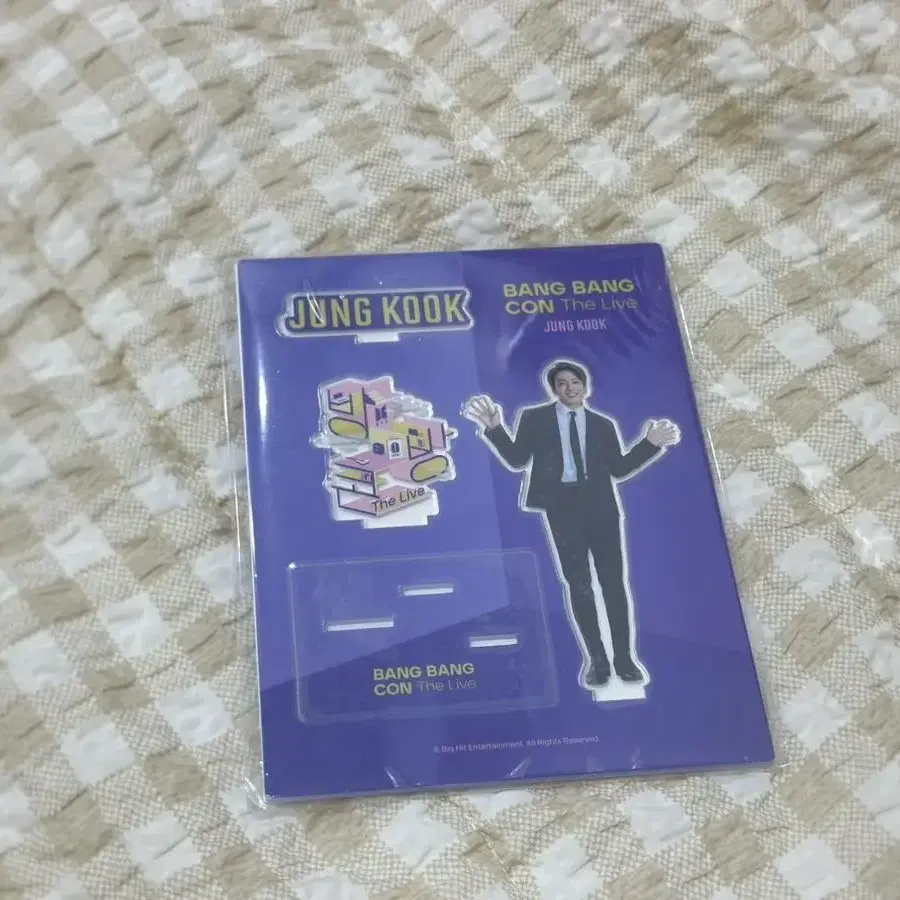 JUNG KOOK
BANG BANG
CON The Live
JUNG KOOK
The Live
BANG BANG
CON The Live
© Big Hit Entertainment. All Rights Reserved.